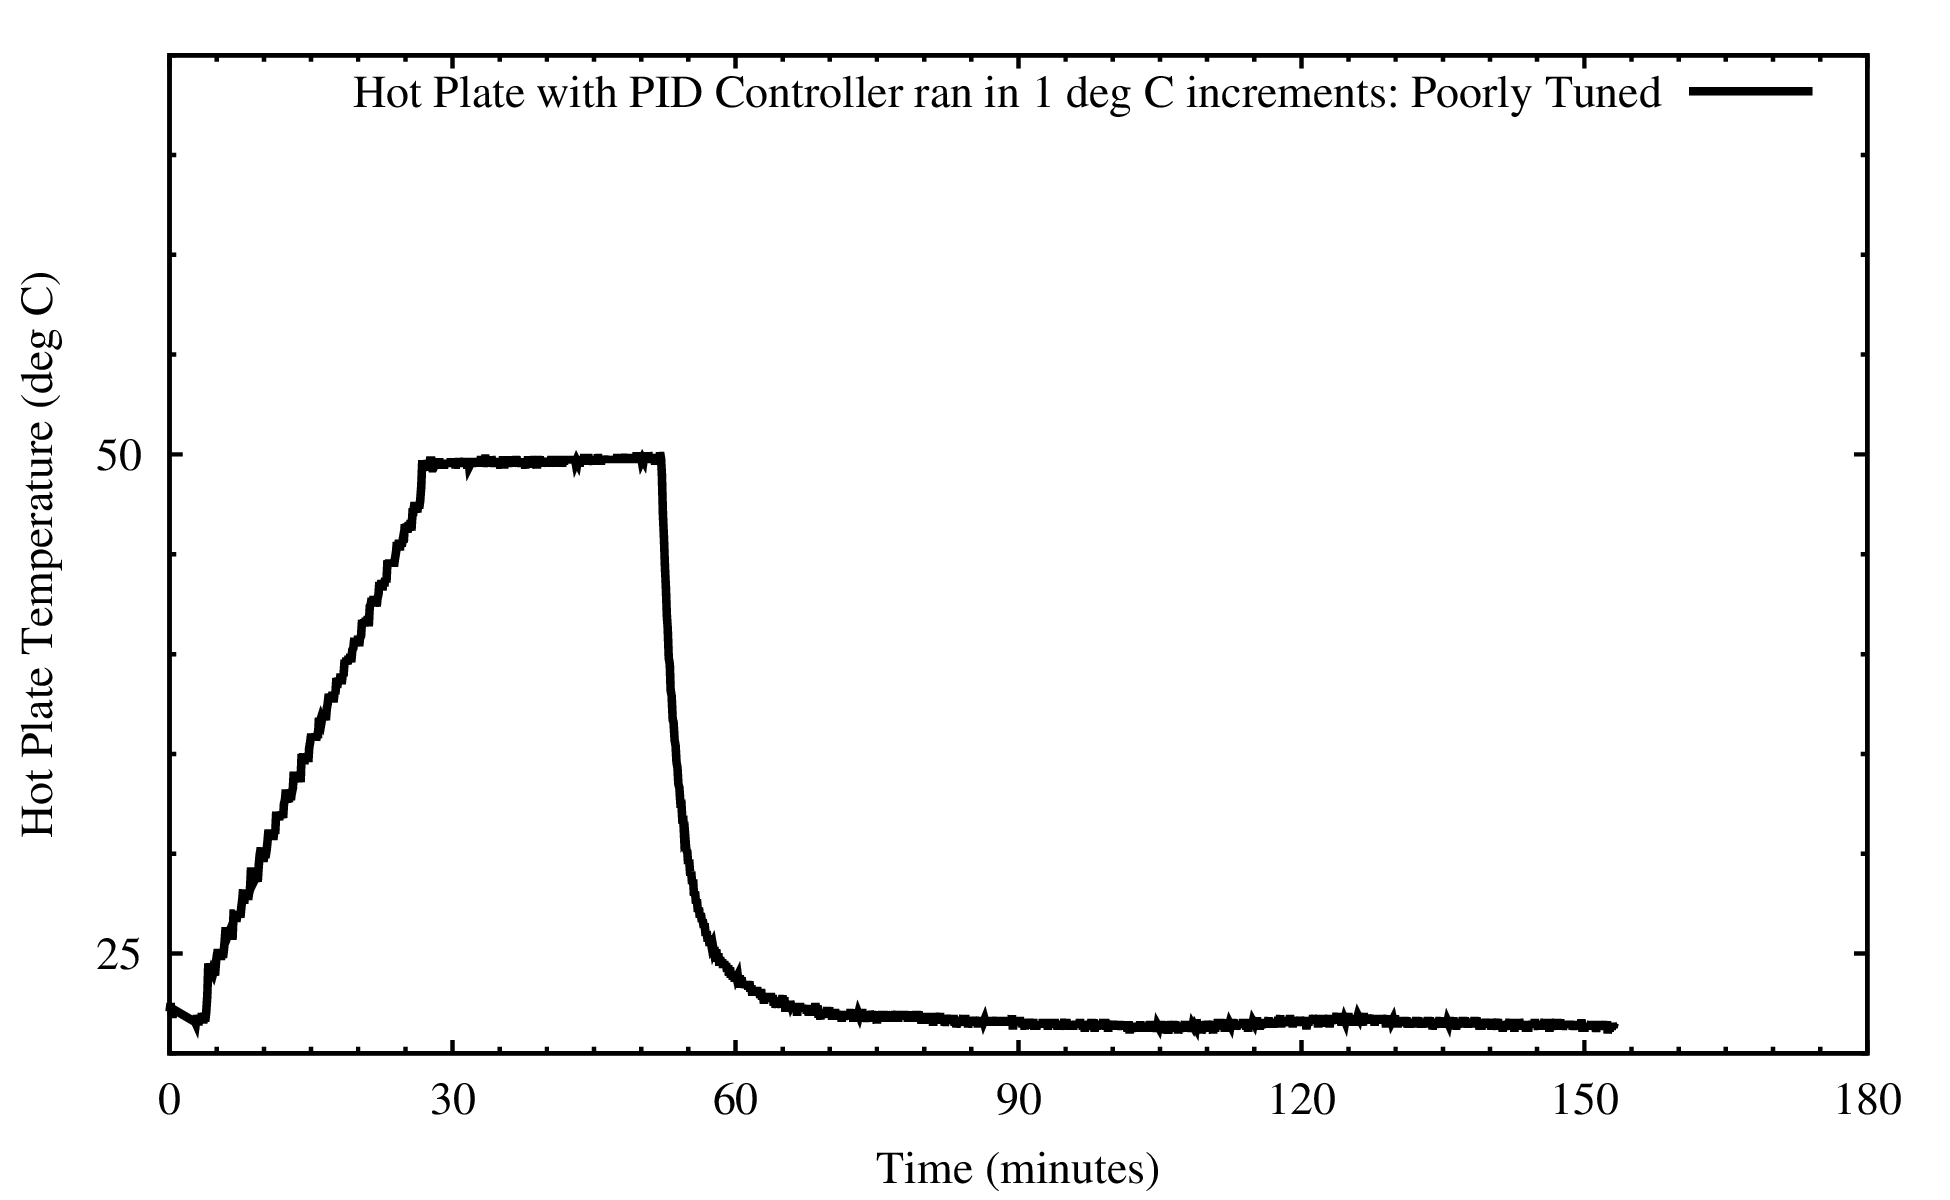 Hot Plate with PID Controller ran in 1 deg C increments: Poorly Tuned
Hot Plate Temperature (deg C)
50
25
0 30 60 90 120 150 180
Time (minutes)